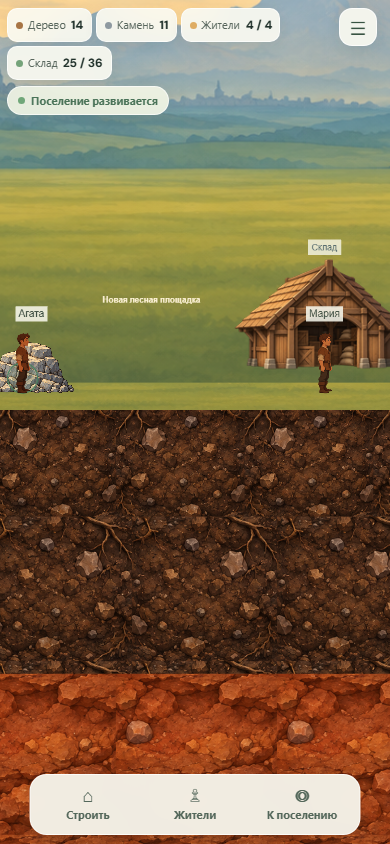 Дерево 14
Камень 11
Жители 4 / 4
Склад 25 / 36
Поселение развивается
Склад
Новая лесная площадка
Агата
Мария
Строить
Жители
К поселению